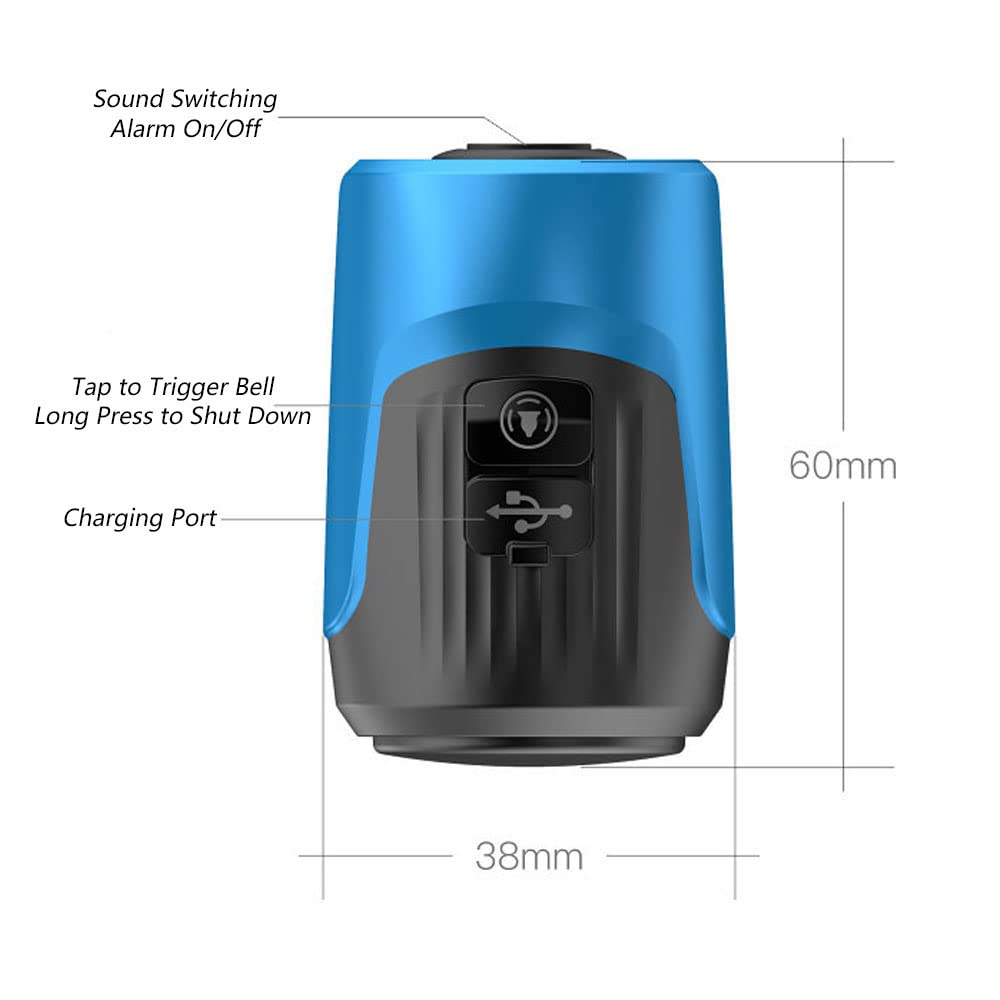 Sound Switching
Alarm On/Off
Tap to Trigger Bell
Long Press to Shut Down
Charging Port
60mm
38mm